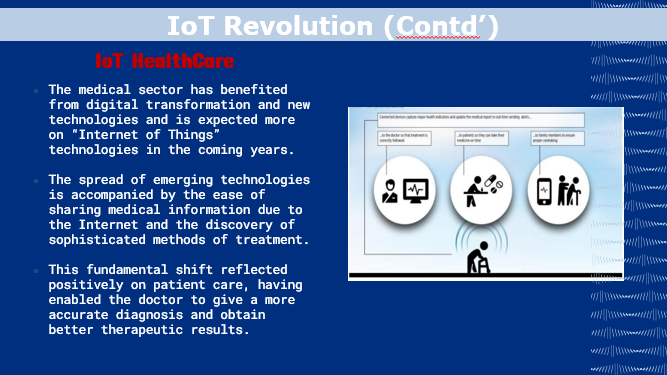 IoT Revolution (Contd’)
IoT HealthCare
The medical sector has benefited
from digital transformation and new
technologies and is expected more
on “Internet of Things”
technologies in the coming years.
The spread of emerging technologies
is accompanied by the ease of
sharing medical information due to
the Internet and the discovery of
sophisticated methods of treatment.
This fundamental shift reflected
positively on patient care, having
enabled the doctor to give a more
accurate diagnosis and obtain
better therapeutic results.
Connected devices capture major health indicators and update the medical report in real time sending alerts...
...to the doctor so that treatment is
correctly followed
...to patients so they can take their
medicine on time
...to family members to ensure
proper caretaking